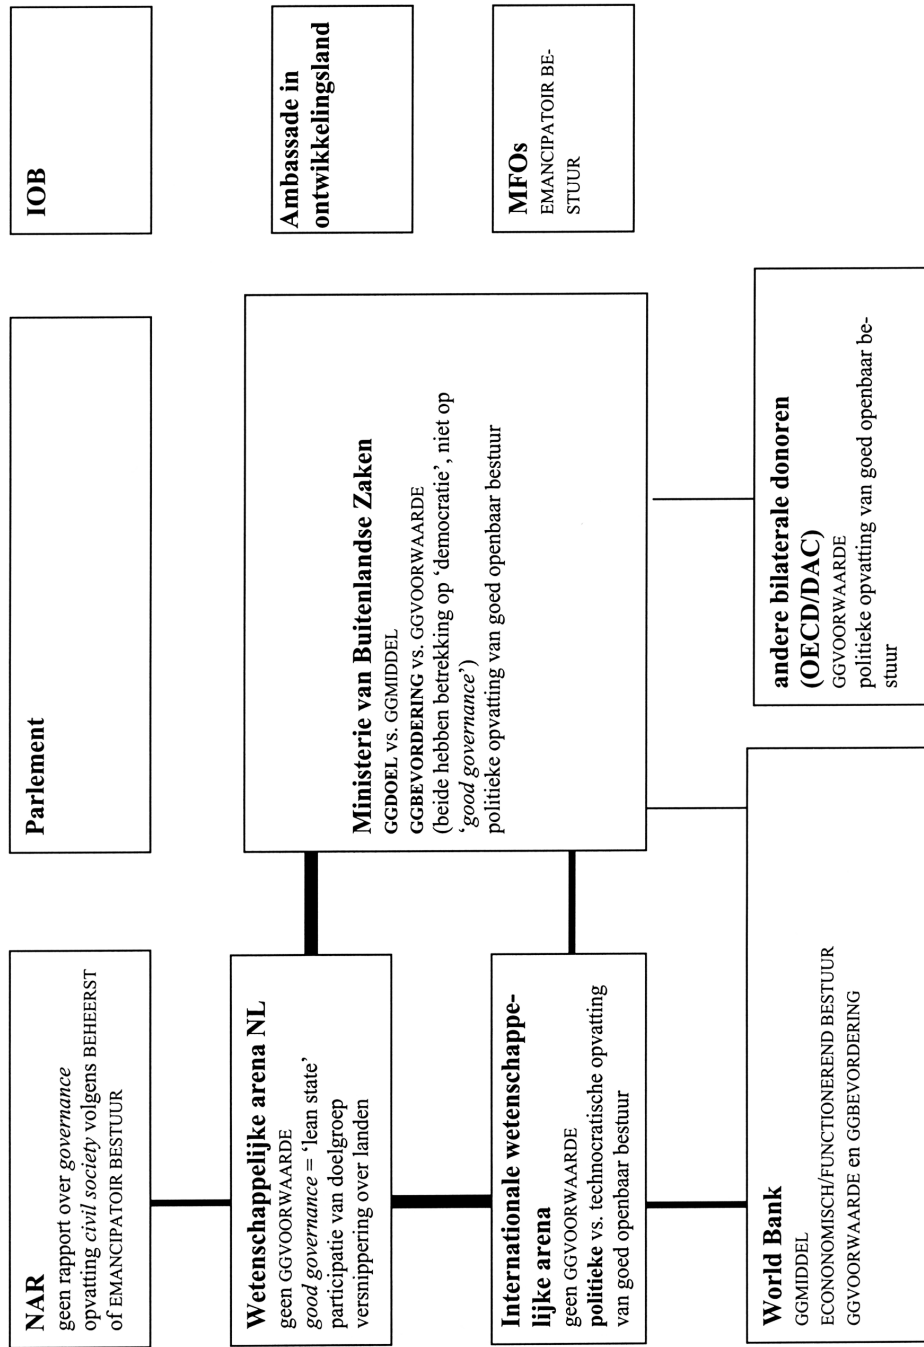 NAR
geen rapport over governance
opvatting civil society volgens BEHEERST
of EMANCIPATOIR BESTUUR
Parlement
IOB
Wetenschappelijke arena NL
geen GGVOORWAARDE
good governance = ‘lean state’
participatie van doelgroep
versnippering over landen
Ministerie van Buitenlandse Zaken
GGDOEL vs. GGMIDDEL
GGBEVORDERING vs. GGVOORWAARDE
(beide hebben betrekking op ‘democratie’, niet op
‘good governance’)
politieke opvatting van goed openbaar bestuur
Ambassade in
ontwikkelingsland
Internationale wetenschappe-
lijke arena
geen GGVOORWAARDE
politieke vs. technocratische opvatting
van goed openbaar bestuur
MFOs
EMANCIPATOIR BE-
STUUR
World Bank
GGMIDDEL
ECONONOMISCH/FUNCTIONEREND BESTUUR
GGVOORWAARDE en GGBEVORDERING
andere bilaterale donoren
(OECD/DAC)
GGVOORWAARDE
politieke opvatting van goed openbaar be-
stuur